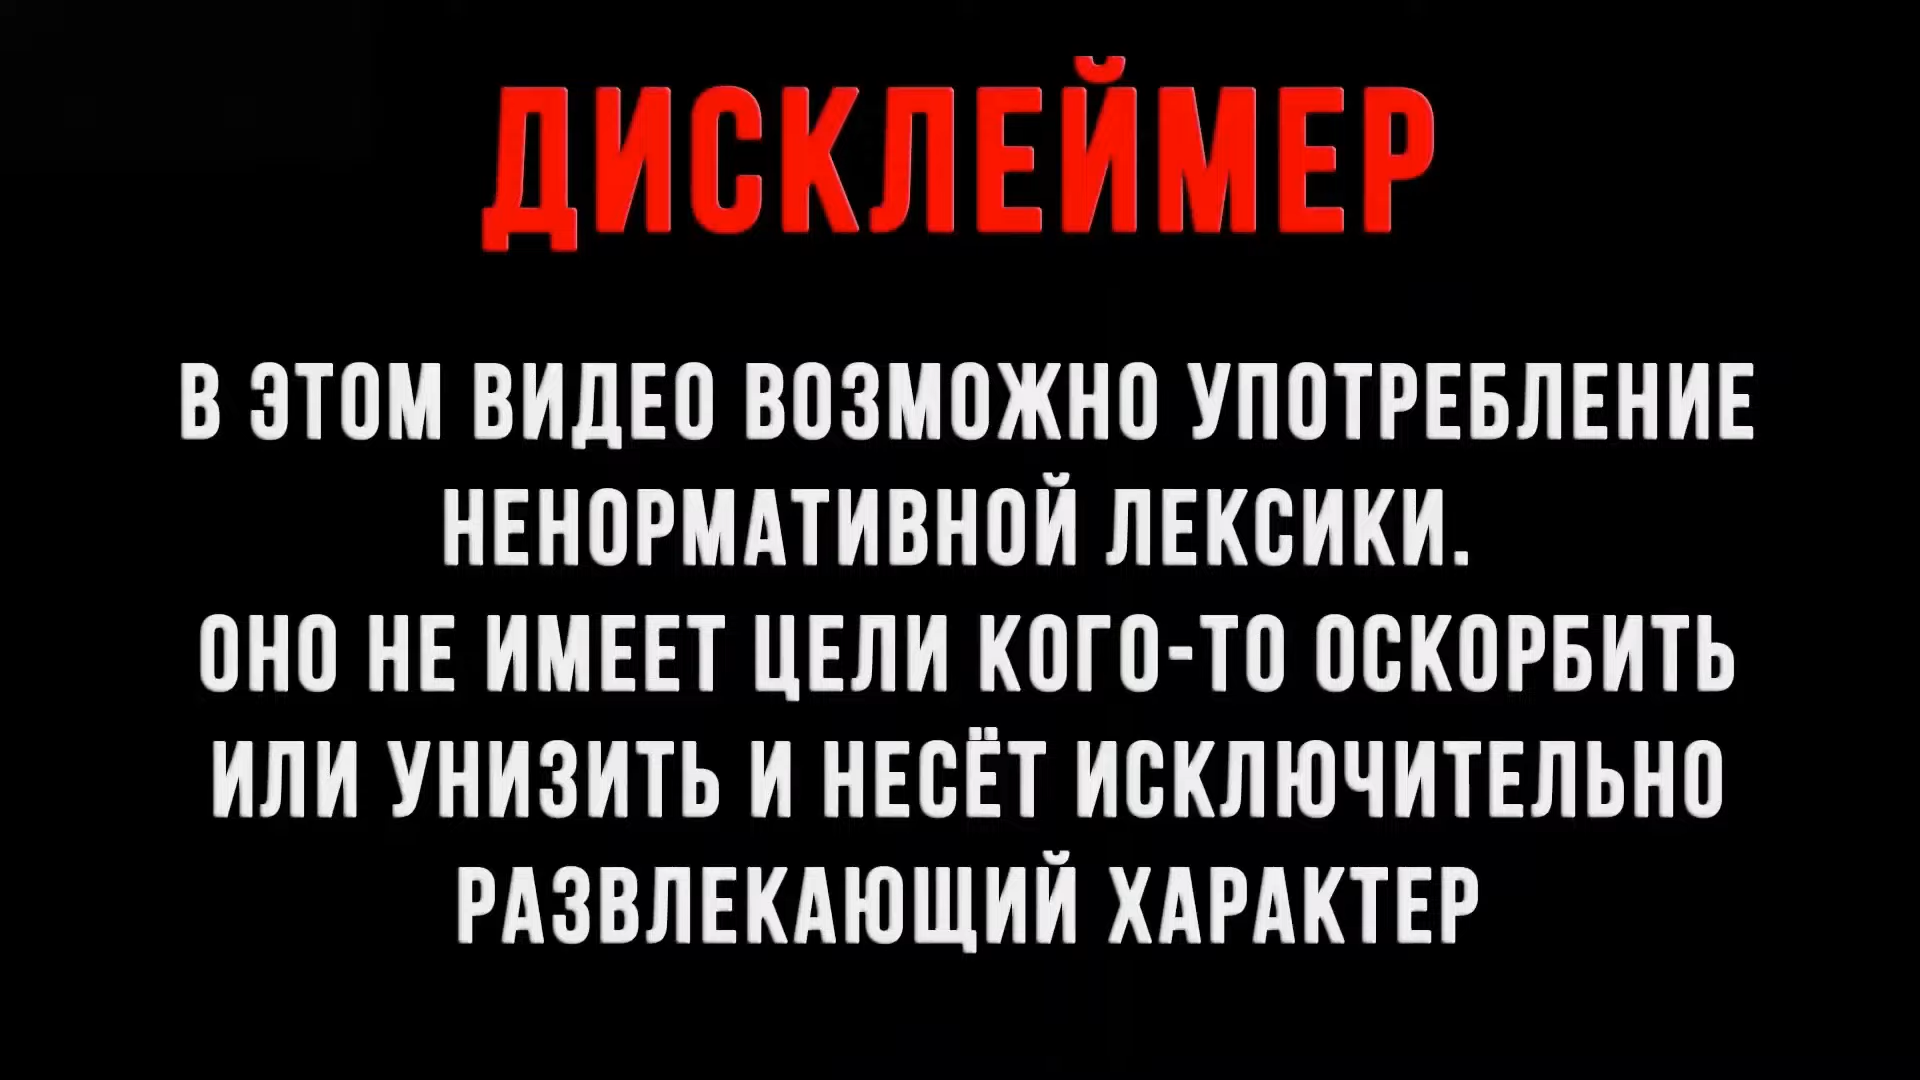 ДИСКЛЕЙМЕР
В ЭТОМ ВИДЕО ВОЗМОЖНО УПОТРЕБЛЕНИЕ
НЕНОРМАТИВНОЙ ЛЕКСИКИ.
ОНО НЕ ИМЕЕТ ЦЕЛИ КОГО-ТО ОСКОРБИТЬ
ИЛИ УНИЗИТЬ И НЕСЁТ ИСКЛЮЧИТЕЛЬНО
РАЗВЛЕКАЮЩИЙ ХАРАКТЕР